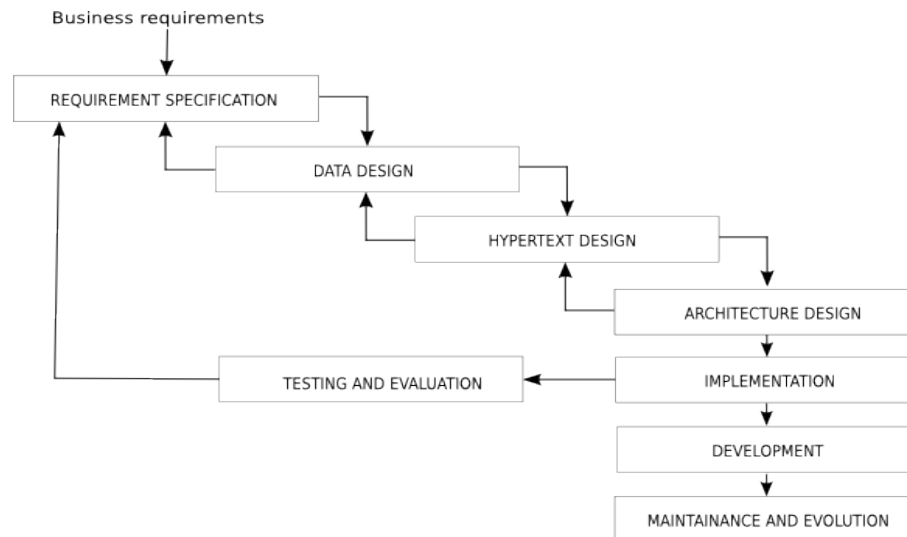 Business requirements
REQUIREMENT SPECIFICATION
DATA DESIGN
HYPERTEXT DESIGN
ARCHITECTURE DESIGN
TESTING AND EVALUATION
IMPLEMENTATION
DEVELOPMENT
MAINTAINANCE AND EVOLUTION